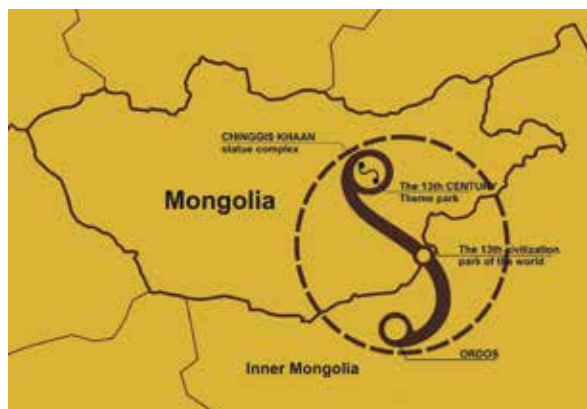 CHINGGIS KHAAN
statue complex
Mongolia
The 13th CENTURY
Theme park
The 13th civilization
park of the world
ORDOS
Inner Mongolia